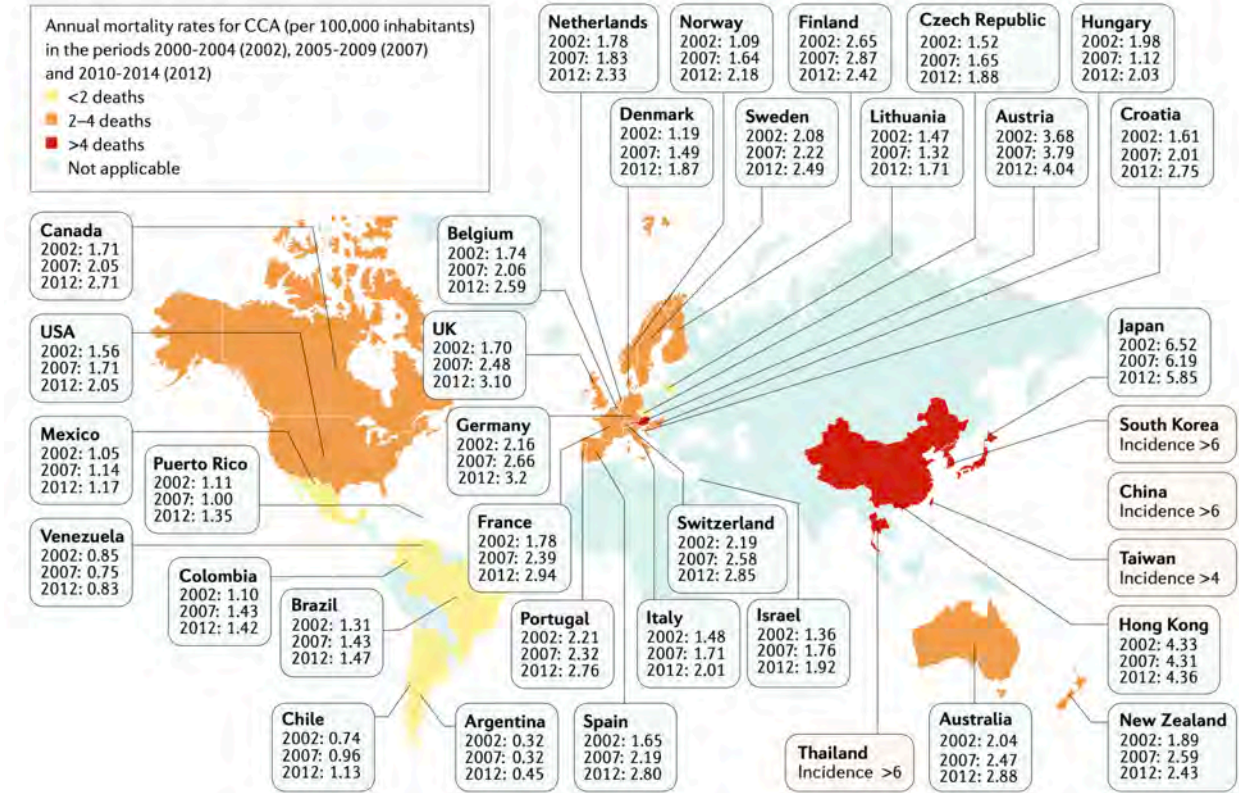 Annual mortality rates for CCA (per 100,000 inhabitants)
in the periods 2000-2004 (2002), 2005-2009 (2007)
and 2010-2014 (2012)
<2 deaths
2–4 deaths
>4 deaths
Not applicable
Netherlands
2002: 1.78
2007: 1.83
2012: 2.33
Norway
2002: 1.09
2007: 1.64
2012: 2.18
Finland
2002: 2.65
2007: 2.87
2012: 2.42
Czech Republic
2002: 1.52
2007: 1.65
2012: 1.88
Hungary
2002: 1.98
2007: 1.12
2012: 2.03
Denmark
2002: 1.19
2007: 1.49
2012: 1.87
Sweden
2002: 2.08
2007: 2.22
2012: 2.49
Lithuania
2002: 1.47
2007: 1.32
2012: 1.71
Austria
2002: 3.68
2007: 3.79
2012: 4.04
Croatia
2002: 1.61
2007: 2.01
2012: 2.75
Canada
2002: 1.71
2007: 2.05
2012: 2.71
Belgium
2002: 1.74
2007: 2.06
2012: 2.59
USA
2002: 1.56
2007: 1.71
2012: 2.05
UK
2002: 1.70
2007: 2.48
2012: 3.10
Japan
2002: 6.52
2007: 6.19
2012: 5.85
Mexico
2002: 1.05
2007: 1.14
2012: 1.17
Puerto Rico
2002: 1.11
2007: 1.00
2012: 1.35
Germany
2002: 2.16
2007: 2.66
2012: 3.2
South Korea
Incidence >6
China
Incidence >6
Venezuela
2002: 0.85
2007: 0.75
2012: 0.83
Colombia
2002: 1.10
2007: 1.43
2012: 1.42
Brazil
2002: 1.31
2007: 1.43
2012: 1.47
France
2002: 1.78
2007: 2.39
2012: 2.94
Switzerland
2002: 2.19
2007: 2.58
2012: 2.85
Taiwan
Incidence >4
Portugal
2002: 2.21
2007: 2.32
2012: 2.76
Italy
2002: 1.48
2007: 1.71
2012: 2.01
Israel
2002: 1.36
2007: 1.76
2012: 1.92
Hong Kong
2002: 4.33
2007: 4.31
2012: 4.36
Chile
2002: 0.74
2007: 0.96
2012: 1.13
Argentina
2002: 0.32
2007: 0.32
2012: 0.45
Spain
2002: 1.65
2007: 2.19
2012: 2.80
Thailand
Incidence >6
Australia
2002: 2.04
2007: 2.47
2012: 2.88
New Zealand
2002: 1.89
2007: 2.59
2012: 2.43